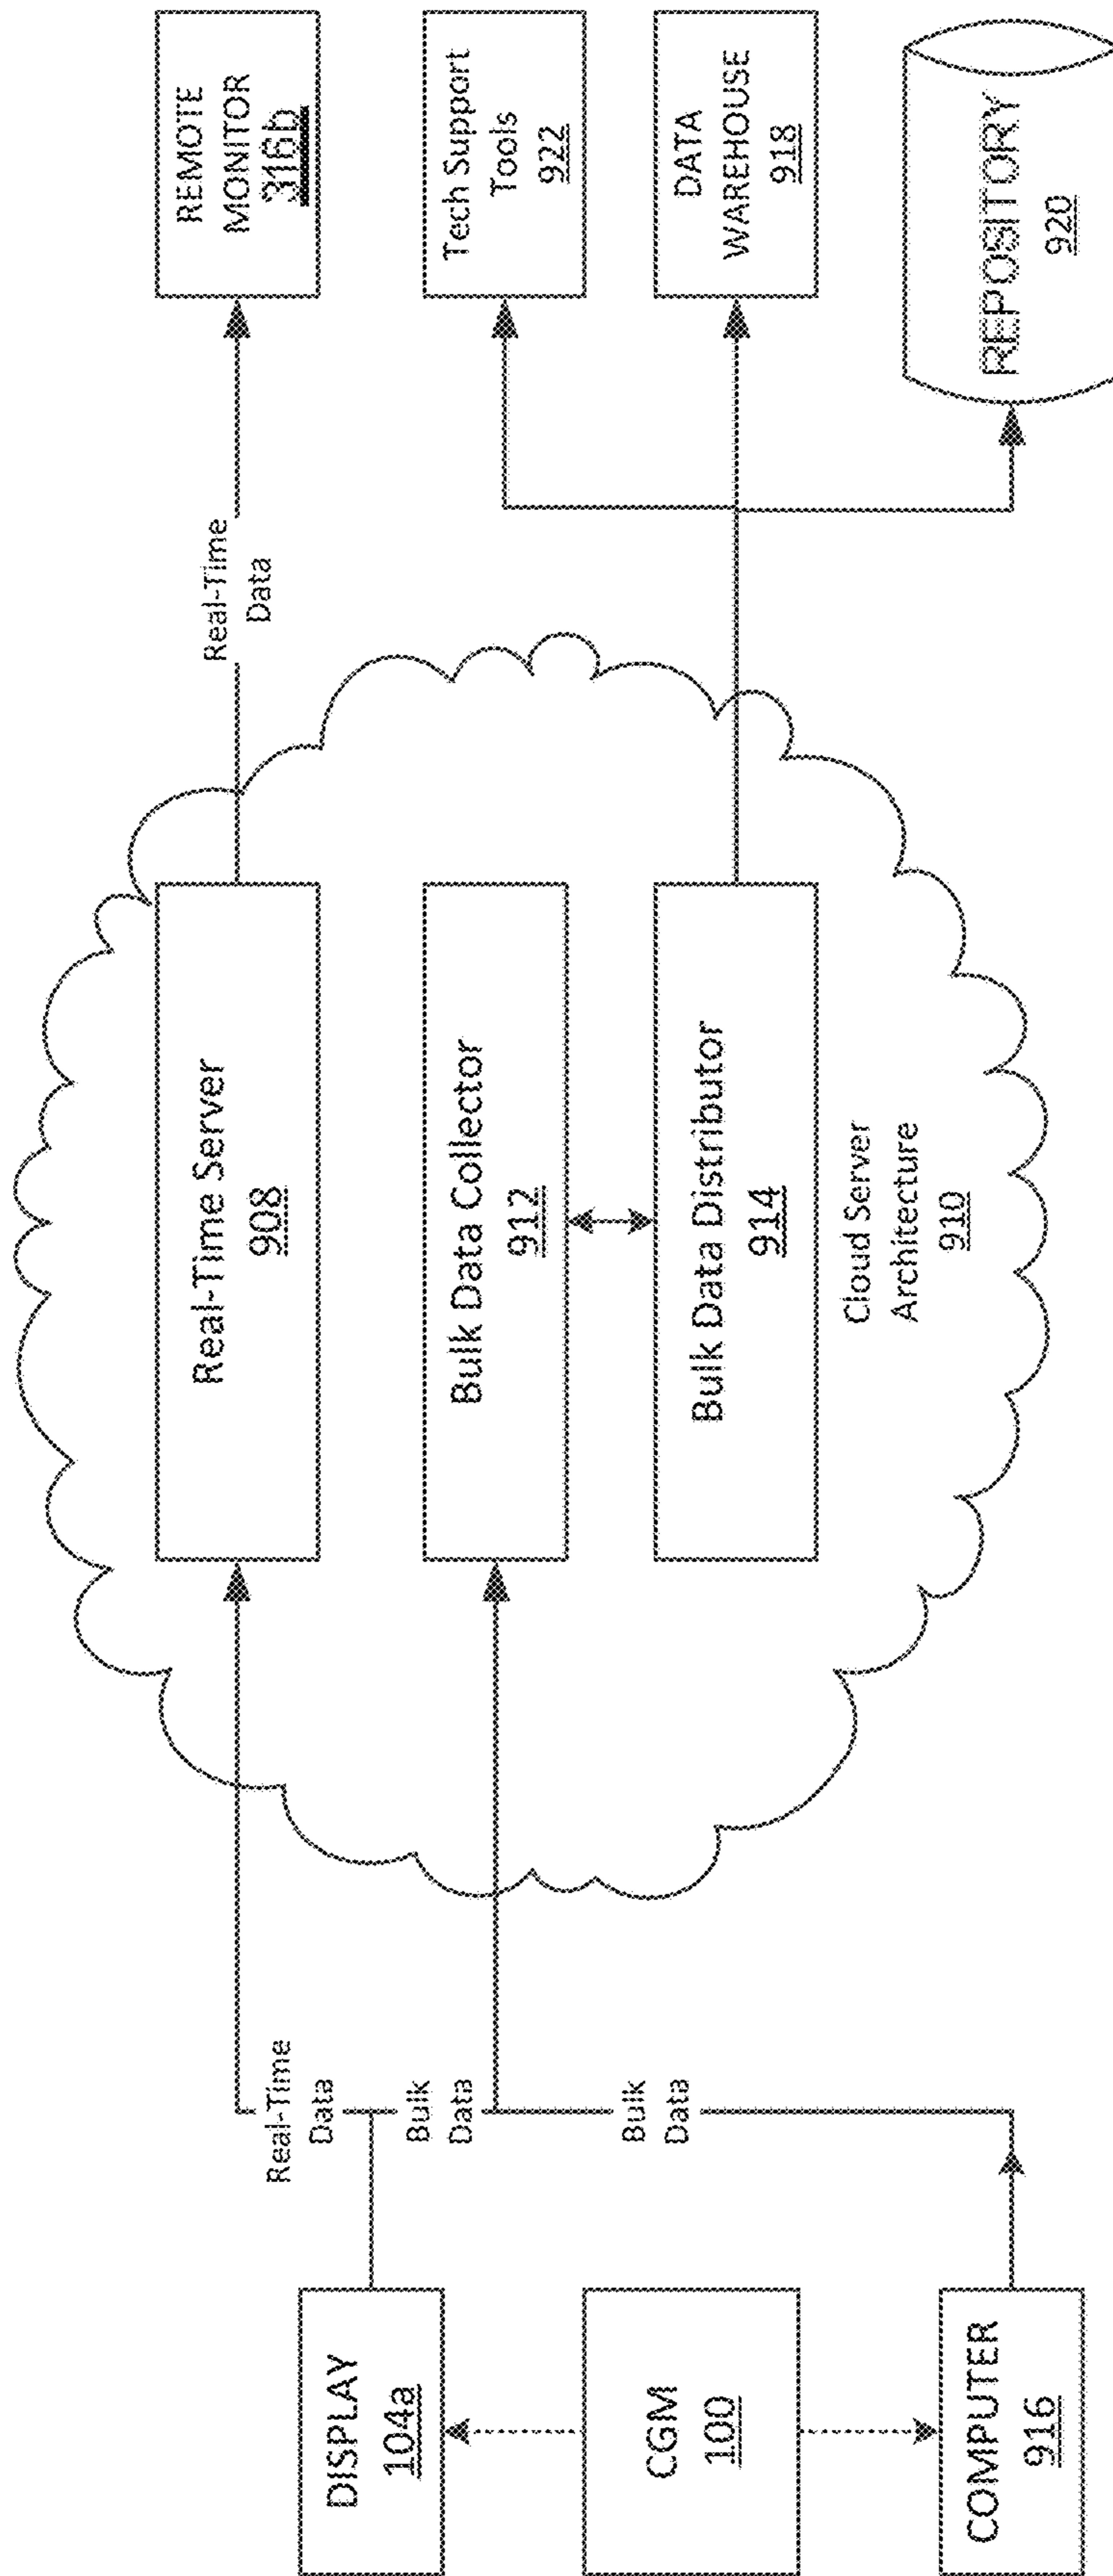 DISPLAY
104a
CGM
100
COMPUTER
916
Real-Time
Data
Bulk
Data
Bulk
Data
Real-Time Server
908
Bulk Data Collector
912
Bulk Data Distributor
914
Cloud Server
Architecture
910
Real-Time
Data
REMOTE
MONITOR
316b
Tech Support
Tools
922
DATA
WAREHOUSE
918
REPOSITORY
920